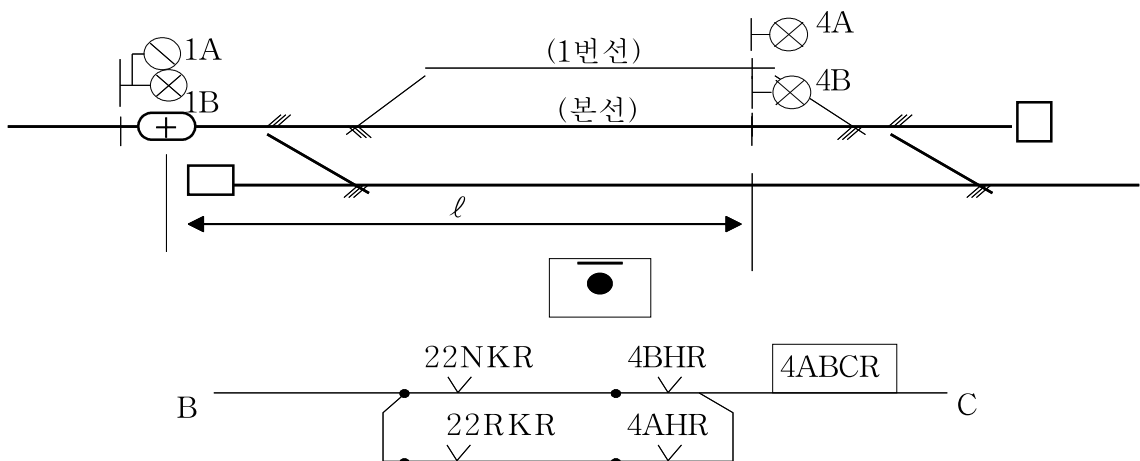 1A
4A
(1번선)
4B
1B
(본선)
ℓ
22NKR
4BHR
4ABCR
B
C
22RKR
4AHR